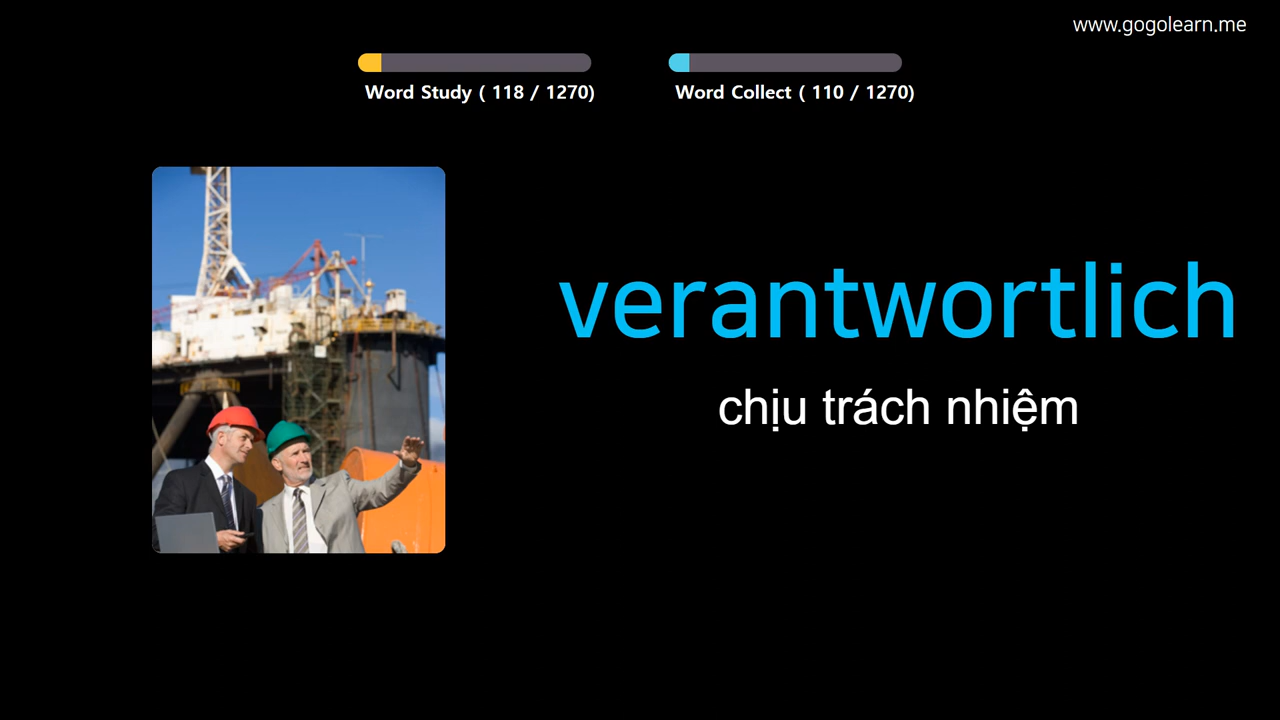 www.gogolearn.me
Word Study ( 118 / 1270)
Word Collect ( 110 / 1270)
verantwortlich
chịu trách nhiệm